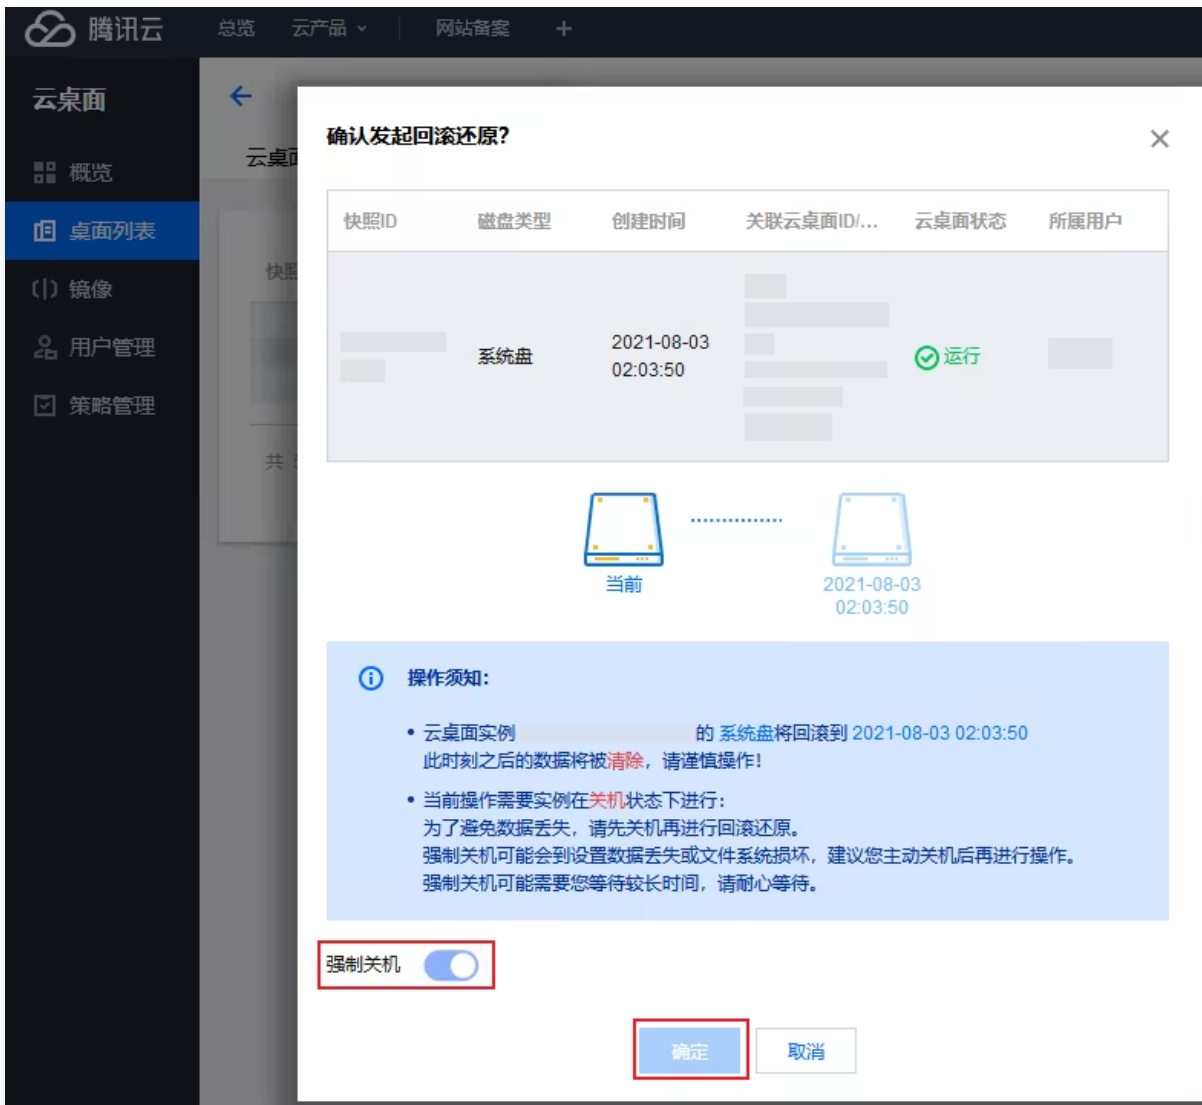 腾讯云 总览 云产品 网站备案 +
云桌面
概览
桌面列表
镜像
用户管理
策略管理
云桌面
快照
共
确认发起回滚还原？
快照ID 磁盘类型 创建时间 关联云桌面ID/... 云桌面状态 所属用户
系统盘 2021-08-03 02:03:50 运行
当前
2021-08-03
02:03:50
操作须知：
• 云桌面实例 的 系统盘将回滚到 2021-08-03 02:03:50
此时刻之后的数据将被清除，请谨慎操作！
• 当前操作需要实例在关机状态下进行：
为了避免数据丢失，请先关机再进行回滚还原。
强制关机可能会到设置数据丢失或文件系统损坏，建议您主动关机后再进行操作。
强制关机可能需要您等待较长时间，请耐心等待。
强制关机
确定 取消